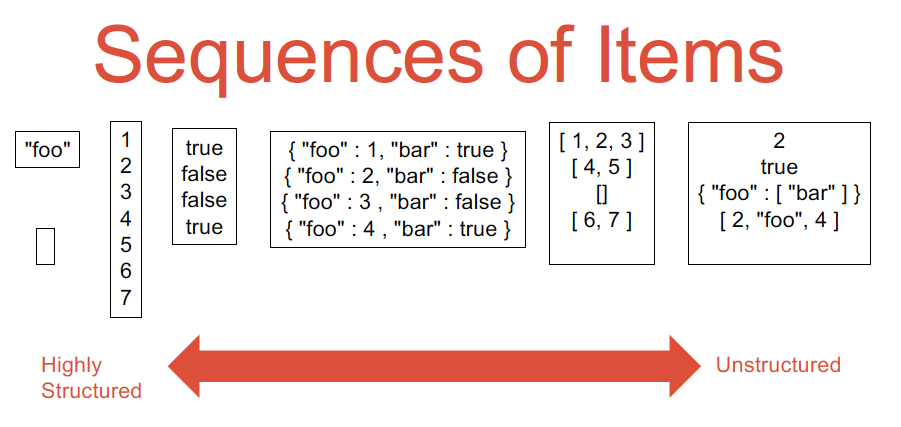 Sequences of Items
"foo"
1
2
3
4
5
6
7
true
false
false
true
{ "foo" : 1, "bar" : true }
{ "foo" : 2, "bar" : false }
{ "foo" : 3 , "bar" : false }
{ "foo" : 4 , "bar" : true }
[ 1, 2, 3 ]
[ 4, 5 ]
[]
[ 6, 7 ]
2
true
{ "foo" : [ "bar" ] }
[ 2, "foo", 4 ]
Highly
Structured
Unstructured